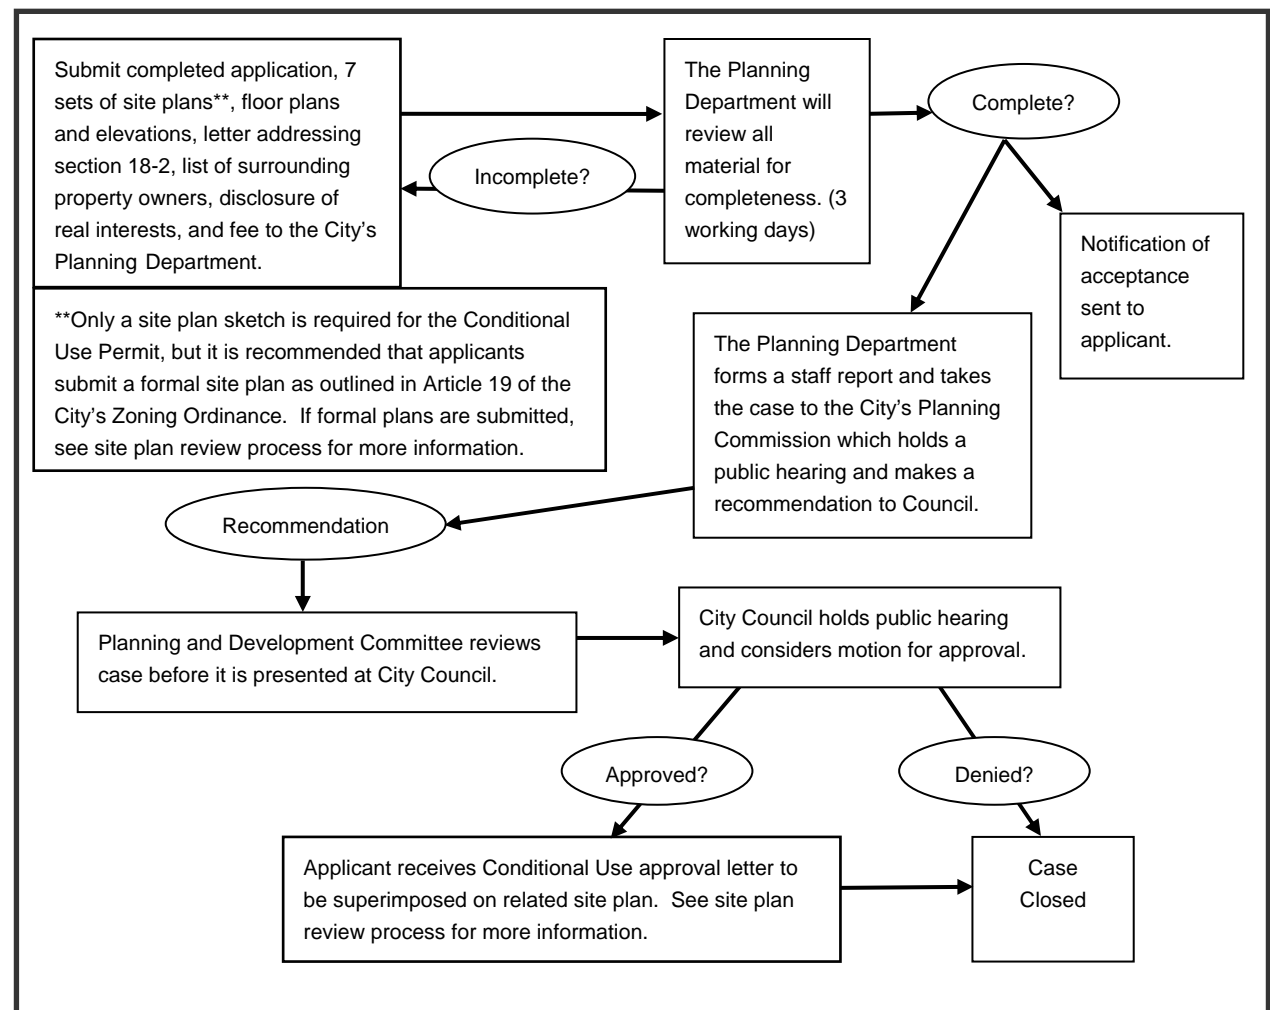 Submit completed application, 7
sets of site plans**, floor plans
and elevations, letter addressing
section 18-2, list of surrounding
property owners, disclosure of
real interests, and fee to the City’s
Planning Department.
Incomplete?
The Planning
Department will
review all
material for
completeness. (3
working days)
Complete?
Notification of
acceptance
sent to
applicant.
**Only a site plan sketch is required for the Conditional
Use Permit, but it is recommended that applicants
submit a formal site plan as outlined in Article 19 of the
City’s Zoning Ordinance.  If formal plans are submitted,
see site plan review process for more information.
The Planning Department
forms a staff report and takes
the case to the City’s Planning
Commission which holds a
public hearing and makes a
recommendation to Council.
Recommendation
Planning and Development Committee reviews
case before it is presented at City Council.
City Council holds public hearing
and considers motion for approval.
Approved?
Denied?
Applicant receives Conditional Use approval letter to
be superimposed on related site plan.  See site plan
review process for more information.
Case
Closed